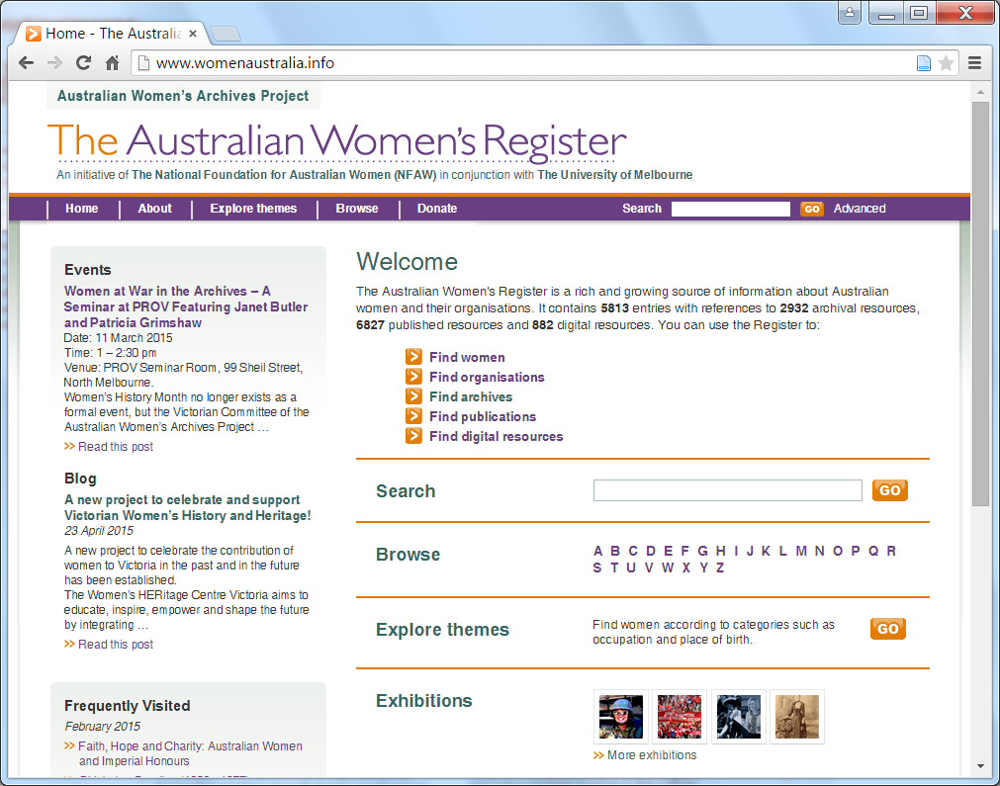 Home - The Australia
www.womenaustralia.info
Australian Women's Archives Project
The Australian Women's Register
An initiative of The National Foundation for Australian Women (NFAW) in conjunction with The University of Melbourne
Home About Explore themes Browse Donate Search GO Advanced
Events
Women at War in the Archives – A
Seminar at PROV Featuring Janet Butler
and Patricia Grimshaw
Date: 11 March 2015
Time: 1 – 2:30 pm
Venue: PROV Seminar Room, 99 Sheil Street,
North Melbourne.
Women's History Month no longer exists as a
formal event, but the Victorian Committee of the
Australian Women's Archives Project …
Read this post
Blog
A new project to celebrate and support
Victorian Women's History and Heritage!
23 April 2015
A new project to celebrate the contribution of
women to Victoria in the past and in the future
has been established.
The Women's HERitage Centre Victoria aims to
educate, inspire, empower and shape the future
by integrating …
Read this post
Frequently Visited
February 2015
Faith, Hope and Charity: Australian Women
and Imperial Honours
Welcome
The Australian Women's Register is a rich and growing source of information about Australian
women and their organisations. It contains 5813 entries with references to 2932 archival resources,
6827 published resources and 882 digital resources. You can use the Register to:
Find women
Find organisations
Find archives
Find publications
Find digital resources
Search GO
Browse
A B C D E F G H I J K L M N O P Q R
S T U V W X Y Z
Explore themes
Find women according to categories such as
occupation and place of birth.
GO
Exhibitions
More exhibitions